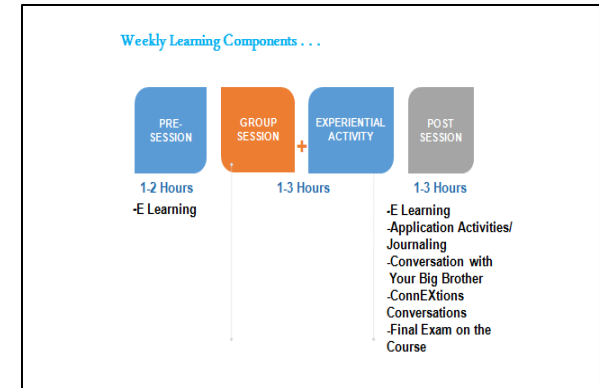 Weekly Learning Components . . .
PRE-
SESSION
GROUP
SESSION
+
EXPERIENTIAL
ACTIVITY
POST
SESSION
1-2 Hours
1-3 Hours
1-3 Hours
-E Learning
-E Learning
-Application Activities/
Journaling
-Conversation with
Your Big Brother
-ConnEXtions
Conversations
-Final Exam on the
Course